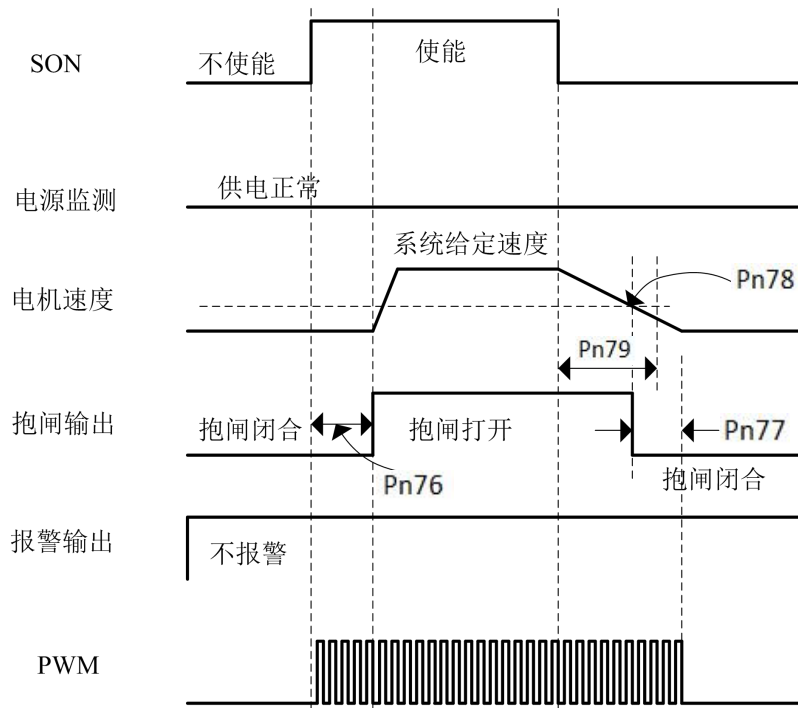 使能
SON
不使能
供电正常
电源监测
系统给定速度
Pn78
电机速度
Pn79
抱闸输出
抱闸闭合
抱闸打开
Pn77
抱闸闭合
Pn76
报警输出
不报警
PWM